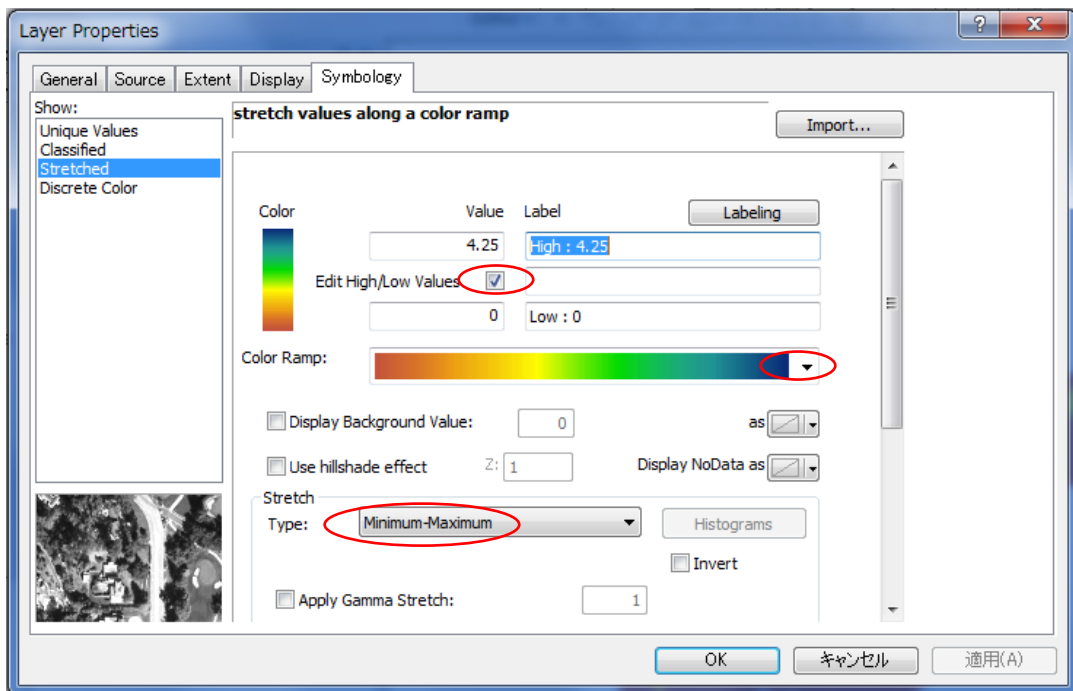 Layer Properties
?
X
General Source Extent Display Symbology
Show:
Unique Values
Classified
Stretched
Discrete Color
stretch values along a color ramp
Import...
Color Value Label Labeling
4.25 High : 4.25
Edit High/Low Values
0 Low : 0
Color Ramp:
Display Background Value: 0 as
Use hillshade effect Z: 1 Display NoData as
Stretch
Type: Minimum-Maximum Histograms
Invert
Apply Gamma Stretch: 1
OK キャンセル 適用(A)